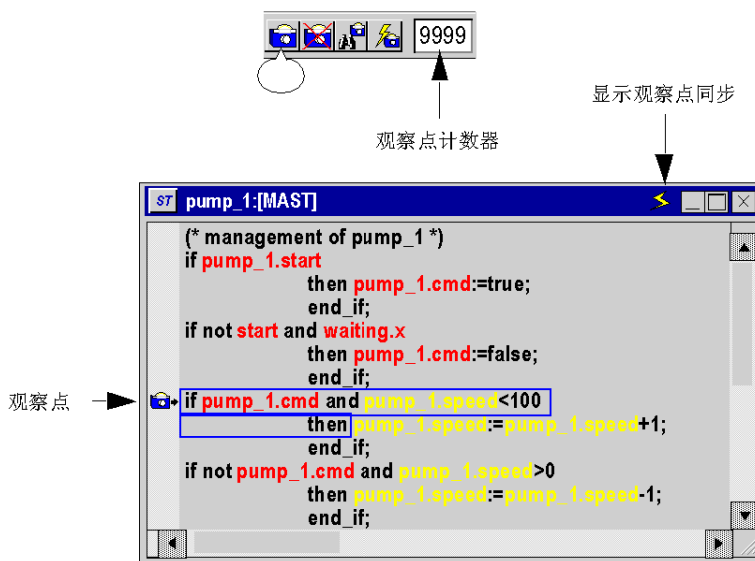 9999
显示观察点同步
观察点计数器
ST pump_1:[MAST]
(* management of pump_1 *)
if pump_1.start
then pump_1.cmd:=true;
end_if;
if not start and waiting.x
then pump_1.cmd:=false;
end_if;
观察点
if pump_1.cmd and pump_1.speed<100
then pump_1.speed:=pump_1.speed+1;
end_if;
if not pump_1.cmd and pump_1.speed>0
then pump_1.speed:=pump_1.speed-1;
end_if;